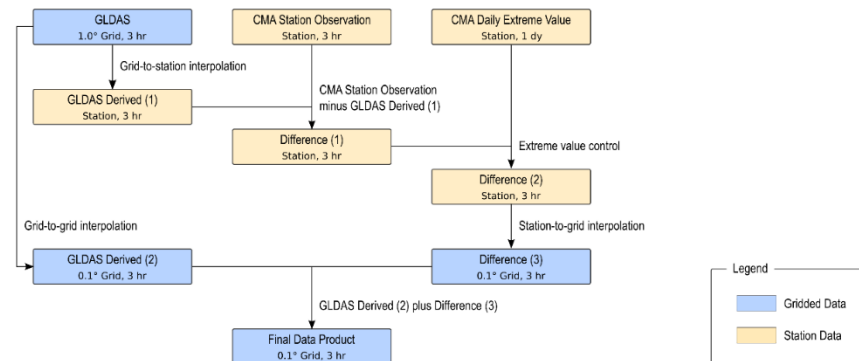 GLDAS
1.0° Grid, 3 hr
CMA Station Observation
Station, 3 hr
CMA Daily Extreme Value
Station, 1 dy
Grid-to-station interpolation
GLDAS Derived (1)
Station, 3 hr
CMA Station Observation
minus GLDAS Derived (1)
Difference (1)
Station, 3 hr
Extreme value control
Difference (2)
Station, 3 hr
Grid-to-grid interpolation
Station-to-grid interpolation
GLDAS Derived (2)
0.1° Grid, 3 hr
Difference (3)
0.1° Grid, 3 hr
Legend
Gridded Data
GLDAS Derived (2) plus Difference (3)
Station Data
Final Data Product
0.1° Grid, 3 hr